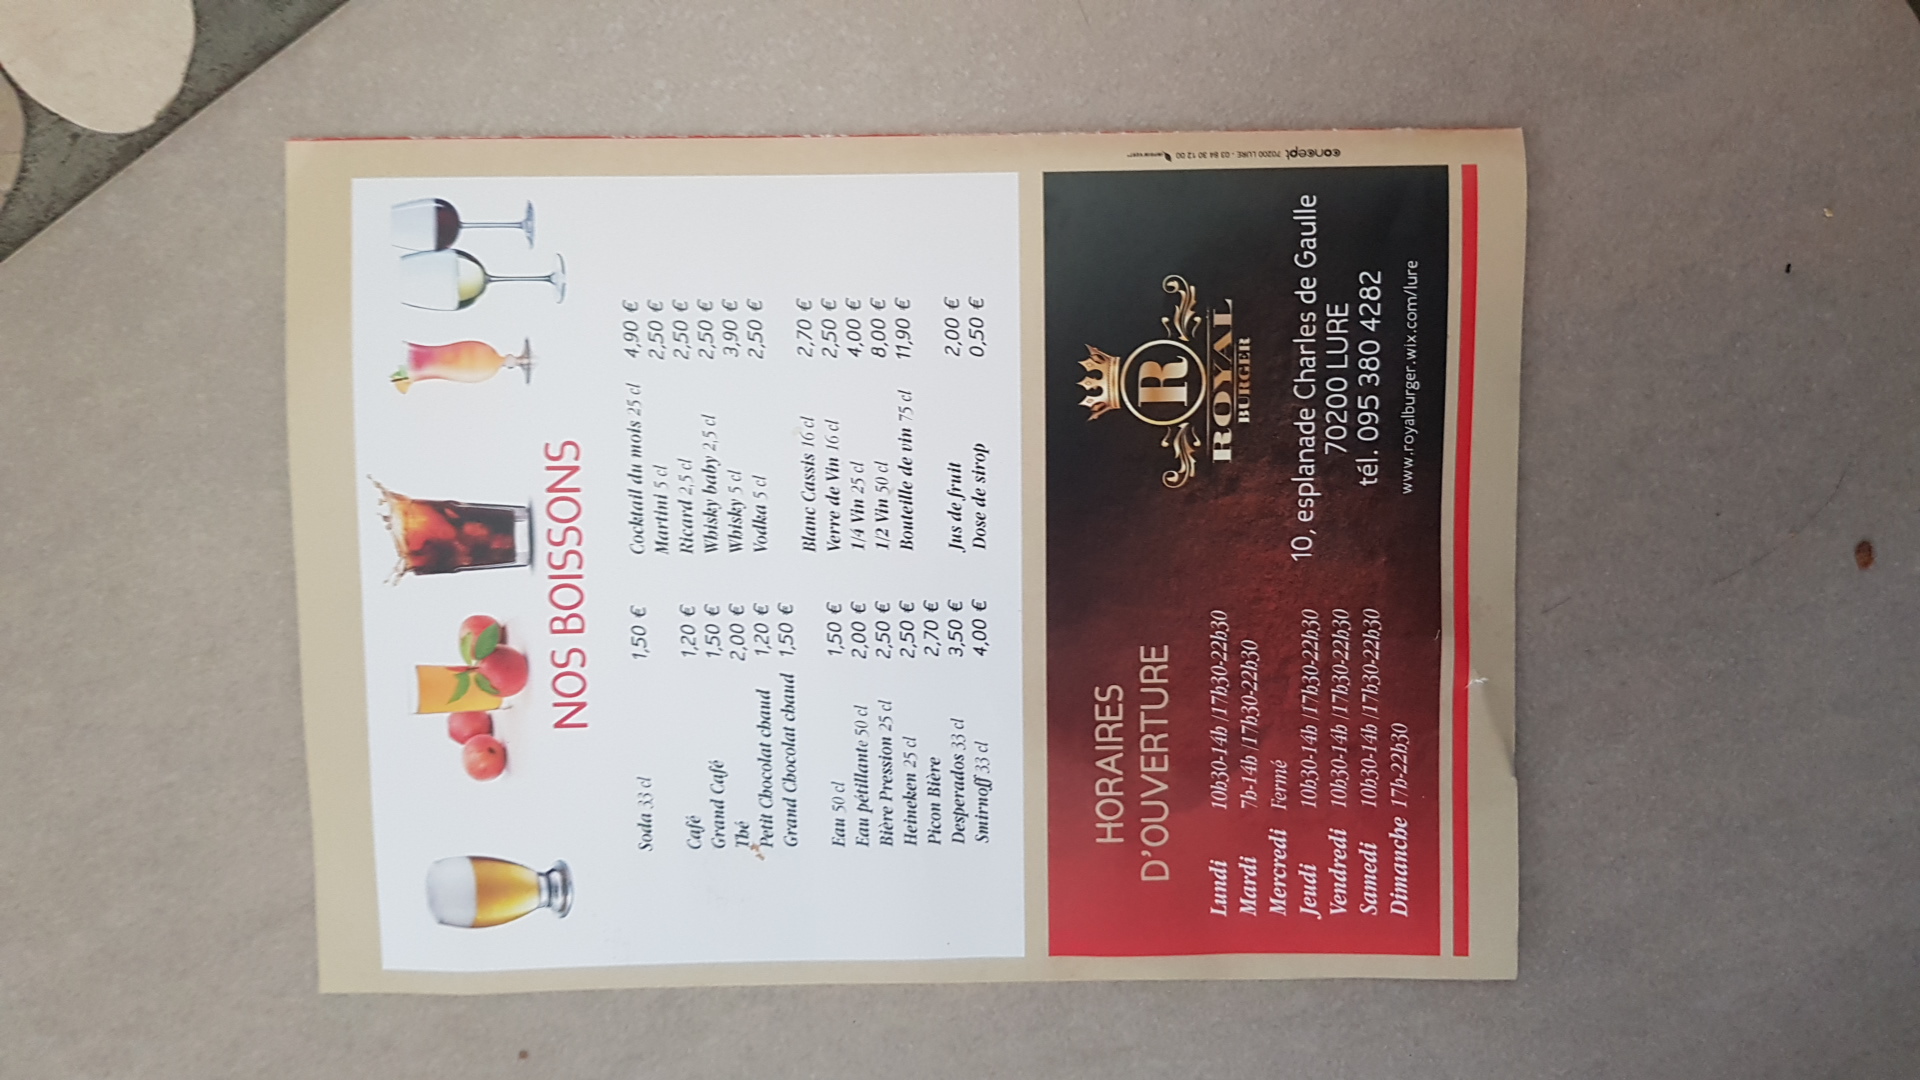 NOS BOISSONS
Soda 33 cl 1,50 €
Café 1,20 €
Grand Café 1,50 €
Thé 2,00 €
Petit Chocolat chaud 1,20 €
Grand Chocolat chaud 1,50 €
Eau 50 cl 1,50 €
Eau pétillante 50 cl 2,00 €
Bière Pression 25 cl 2,50 €
Heineken 25 cl 2,50 €
Picon Bière 2,70 €
Desperados 33 cl 3,50 €
Smirnoff 33 cl 4,00 €
Cocktail du mois 25 cl 4,90 €
Martini 5 cl 2,50 €
Ricard 2,5 cl 2,50 €
Whisky baby 2,5 cl 2,50 €
Whisky 5 cl 3,90 €
Vodka 5 cl 2,50 €
Blanc Cassis 16 cl 2,70 €
Verre de Vin 16 cl 2,50 €
1/4 Vin 25 cl 4,00 €
1/2 Vin 50 cl 8,00 €
Bouteille de vin 75 cl 11,90 €
Jus de fruit 2,00 €
Dose de sirop 0,50 €
HORAIRES
D'OUVERTURE
Lundi 10h30-14h /17h30-22h30
Mardi 7h-14h /17h30-22h30
Mercredi Fermé
Jeudi 10h30-14h /17h30-22h30
Vendredi 10h30-14h /17h30-22h30
Samedi 10h30-14h /17h30-22h30
Dimanche 17h-22h30
R
ROYAL
BURGER
10, esplanade Charles de Gaulle
70200 LURE
tél. 095 380 4282
www.royalburger.wix.com/lure
concept 70200 LURE - 03 84 30 12 00